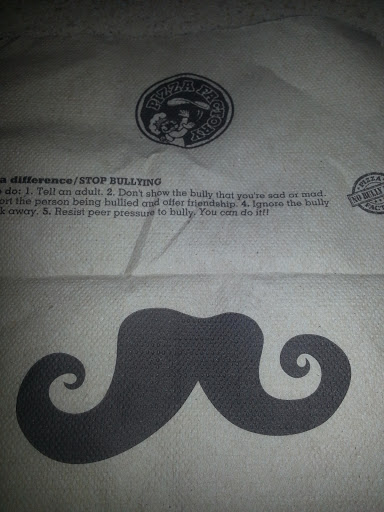 PIZZA FACTORY
a difference/STOP BULLYING
do: 1. Tell an adult. 2. Don't show the bully that you're sad or mad.
ort the person being bullied and offer friendship. 4. Ignore the bully
k away. 5. Resist peer pressure to bully. You can do it!!
PIZZA
NO BULLY